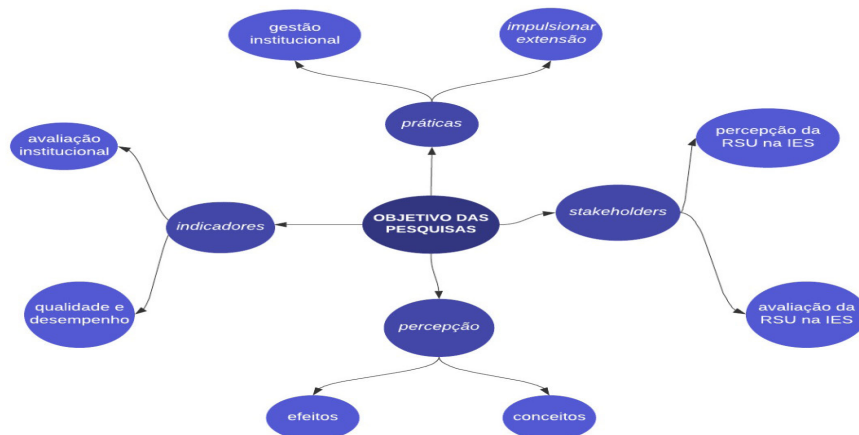 gestão
institucional
impulsionar
extensão
práticas
avaliação
institucional
percepção da
RSU na IES
OBJETIVO DAS
PESQUISAS
stakeholders
indicadores
qualidade e
desempenho
percepção
avaliação da
RSU na IES
efeitos
conceitos